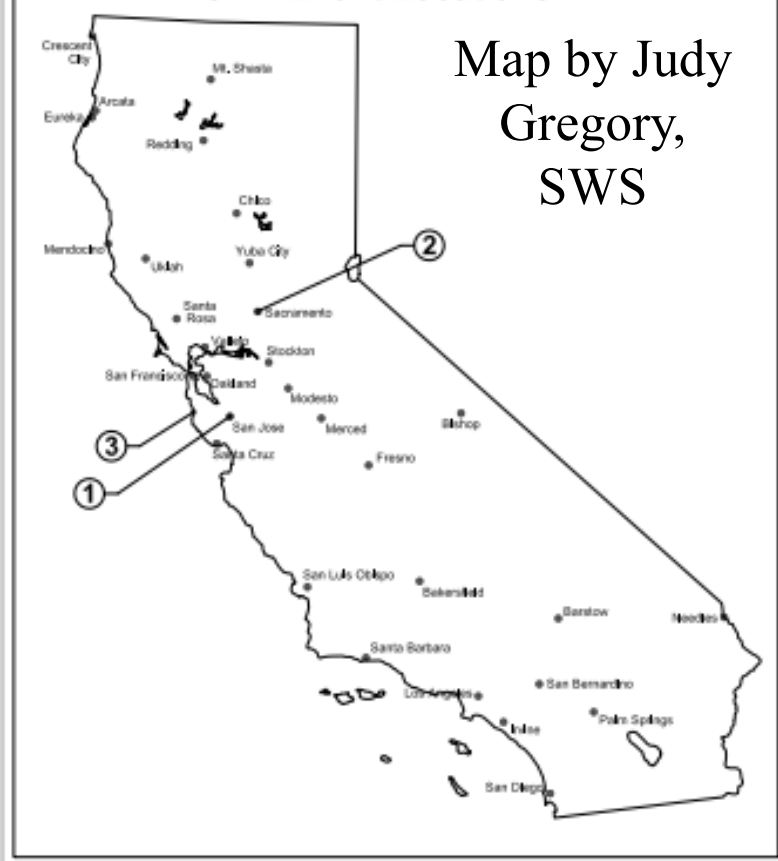 Map by Judy
Gregory,
SWS
Crescent
City
Mt. Shasta
Arcata
Eureka
Redding
Chico
Mendocino
Ukiah
Yuba City
2
Santa
Rosa
Sacramento
Vallejo
Stockton
San Francisco
Oakland
Modesto
San Jose
Merced
Bishop
3
Santa Cruz
Fresno
1
San Luis Obispo
Bakersfield
Barstow
Needles
Santa Barbara
Los Angeles
San Bernardino
Palm Springs
Irvine
San Diego